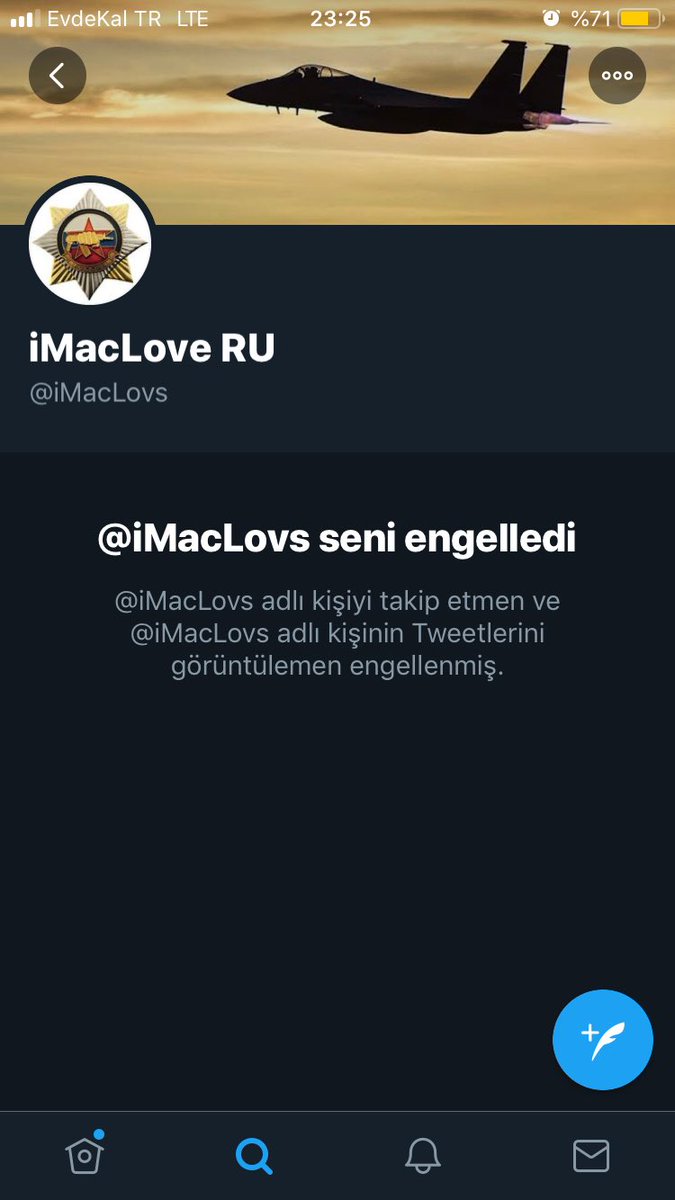 EvdeKal TR LTE 23:25 %71
iMacLove RU
@iMacLovs
@iMacLovs seni engelledi
@iMacLovs adlı kişiyi takip etmen ve
@iMacLovs adlı kişinin Tweetlerini
görüntülemen engellenmiş.